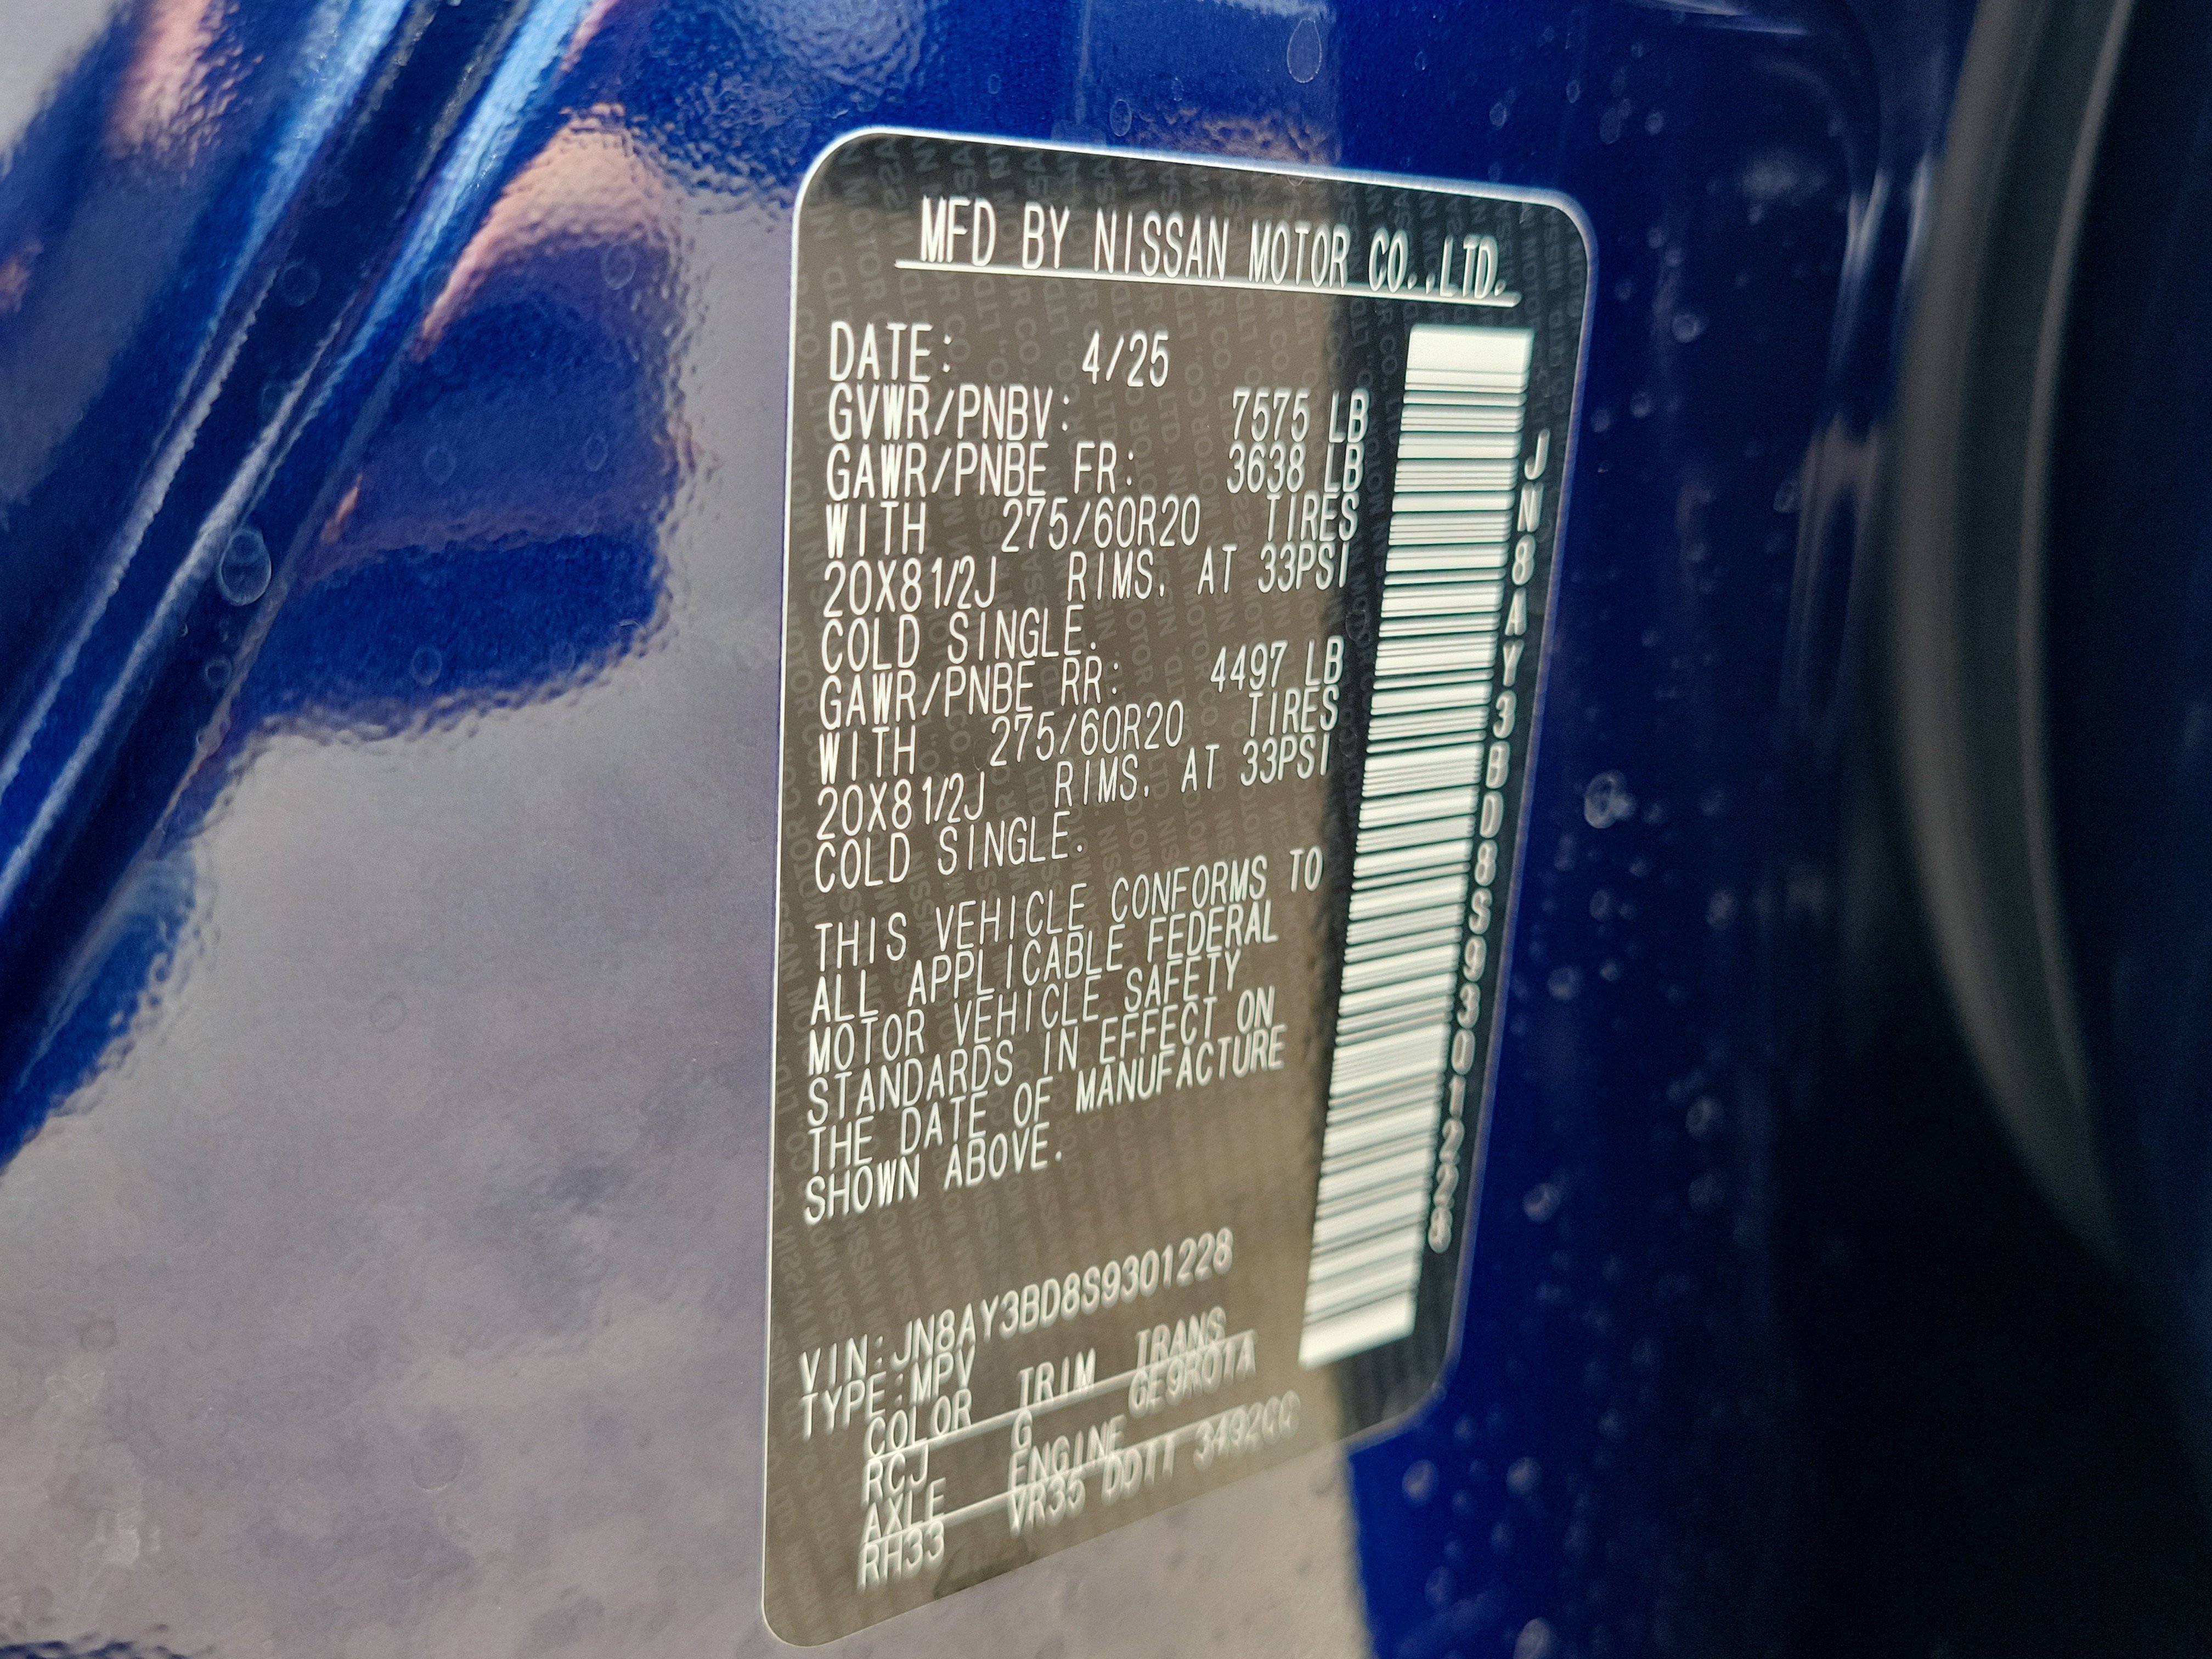 MFD BY NISSAN MOTOR CO.,LTD.
DATE: 4/25
GVWR/PNBV: 7575 LB
GAWR/PNBE FR: 3638 LB
WITH 275/60R20 TIRES
20X8 1/2J RIMS, AT 33PSI
COLD SINGLE.
GAWR/PNBE RR: 4497 LB
WITH 275/60R20 TIRES
20X8 1/2J RIMS, AT 33PSI
COLD SINGLE.
THIS VEHICLE CONFORMS TO
ALL APPLICABLE FEDERAL
MOTOR VEHICLE SAFETY
STANDARDS IN EFFECT ON
THE DATE OF MANUFACTURE
SHOWN ABOVE.
VIN:JN8AY3BD8S9301228
TYPE:MPV
COLOR TRIM TRANS
RCJ G GE9R01A
AXLE ENGINE
RH33 VR35 DDTT 3492CC
JN8AY3BD8S9301228